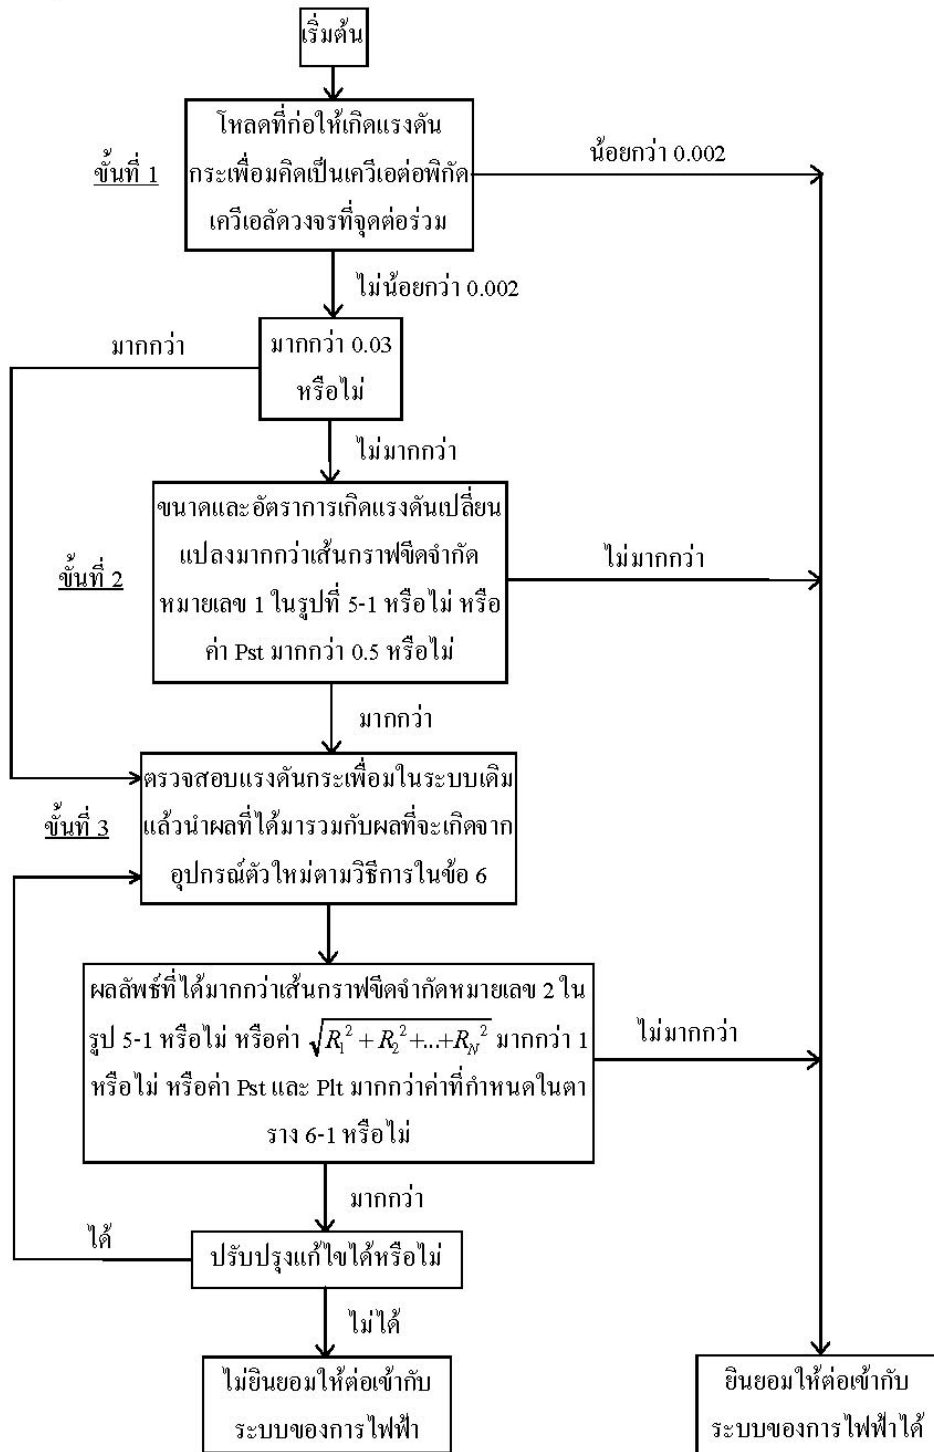 เริ่มต้น
โหลดที่ก่อให้เกิดแรงดัน
กระเพื่อมคิดเป็นเควีเอต่อพิกัด
เควีเอลัดวงจรที่จุดต่อร่วม
ขั้นที่ 1
น้อยกว่า 0.002
ไม่น้อยกว่า 0.002
มากกว่า 0.03
หรือไม่
มากกว่า
ไม่มากกว่า
ขนาดและอัตราการเกิดแรงดันเปลี่ยน
แปลงมากกว่าเส้นกราฟขีดจำกัด
หมายเลข 1 ในรูปที่ 5-1 หรือไม่ หรือ
ค่า Pst มากกว่า 0.5 หรือไม่
ขั้นที่ 2
ไม่มากกว่า
มากกว่า
ตรวจสอบแรงดันกระเพื่อมในระบบเดิม
แล้วนำผลที่ได้มารวมกับผลที่จะเกิดจาก
อุปกรณ์ตัวใหม่ตามวิธีการในข้อ 6
ขั้นที่ 3
ผลลัพธ์ที่ได้มากกว่าเส้นกราฟขีดจำกัดหมายเลข 2 ใน
รูป 5-1 หรือไม่ หรือค่า $\sqrt{R_1^2 + R_2^2 +...+ R_N^2}$ มากกว่า 1
หรือไม่ หรือค่า Pst และ Plt มากกว่าค่าที่กำหนดในตา
ราง 6-1 หรือไม่
ไม่มากกว่า
มากกว่า
ปรับปรุงแก้ไขได้หรือไม่
ได้
ไม่ได้
ไม่ยินยอมให้ต่อเข้ากับ
ระบบของการไฟฟ้า
ยินยอมให้ต่อเข้ากับ
ระบบของการไฟฟ้าได้